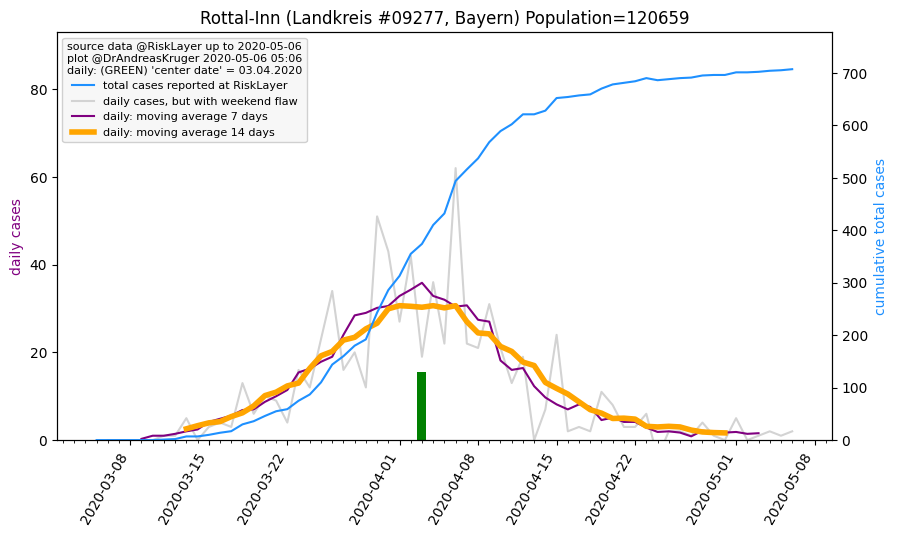 Rottal-Inn (Landkreis #09277, Bayern) Population=120659
source data @RiskLayer up to 2020-05-06
plot @DrAndreasKruger 2020-05-06 05:06
daily: (GREEN) 'center date' = 03.04.2020
total cases reported at RiskLayer
daily cases, but with weekend flaw
daily: moving average 7 days
daily: moving average 14 days
daily cases
80
60
40
20
0
cumulative total cases
700
600
500
400
300
200
100
0
2020-03-08
2020-03-15
2020-03-22
2020-04-01
2020-04-08
2020-04-15
2020-04-22
2020-05-01
2020-05-08